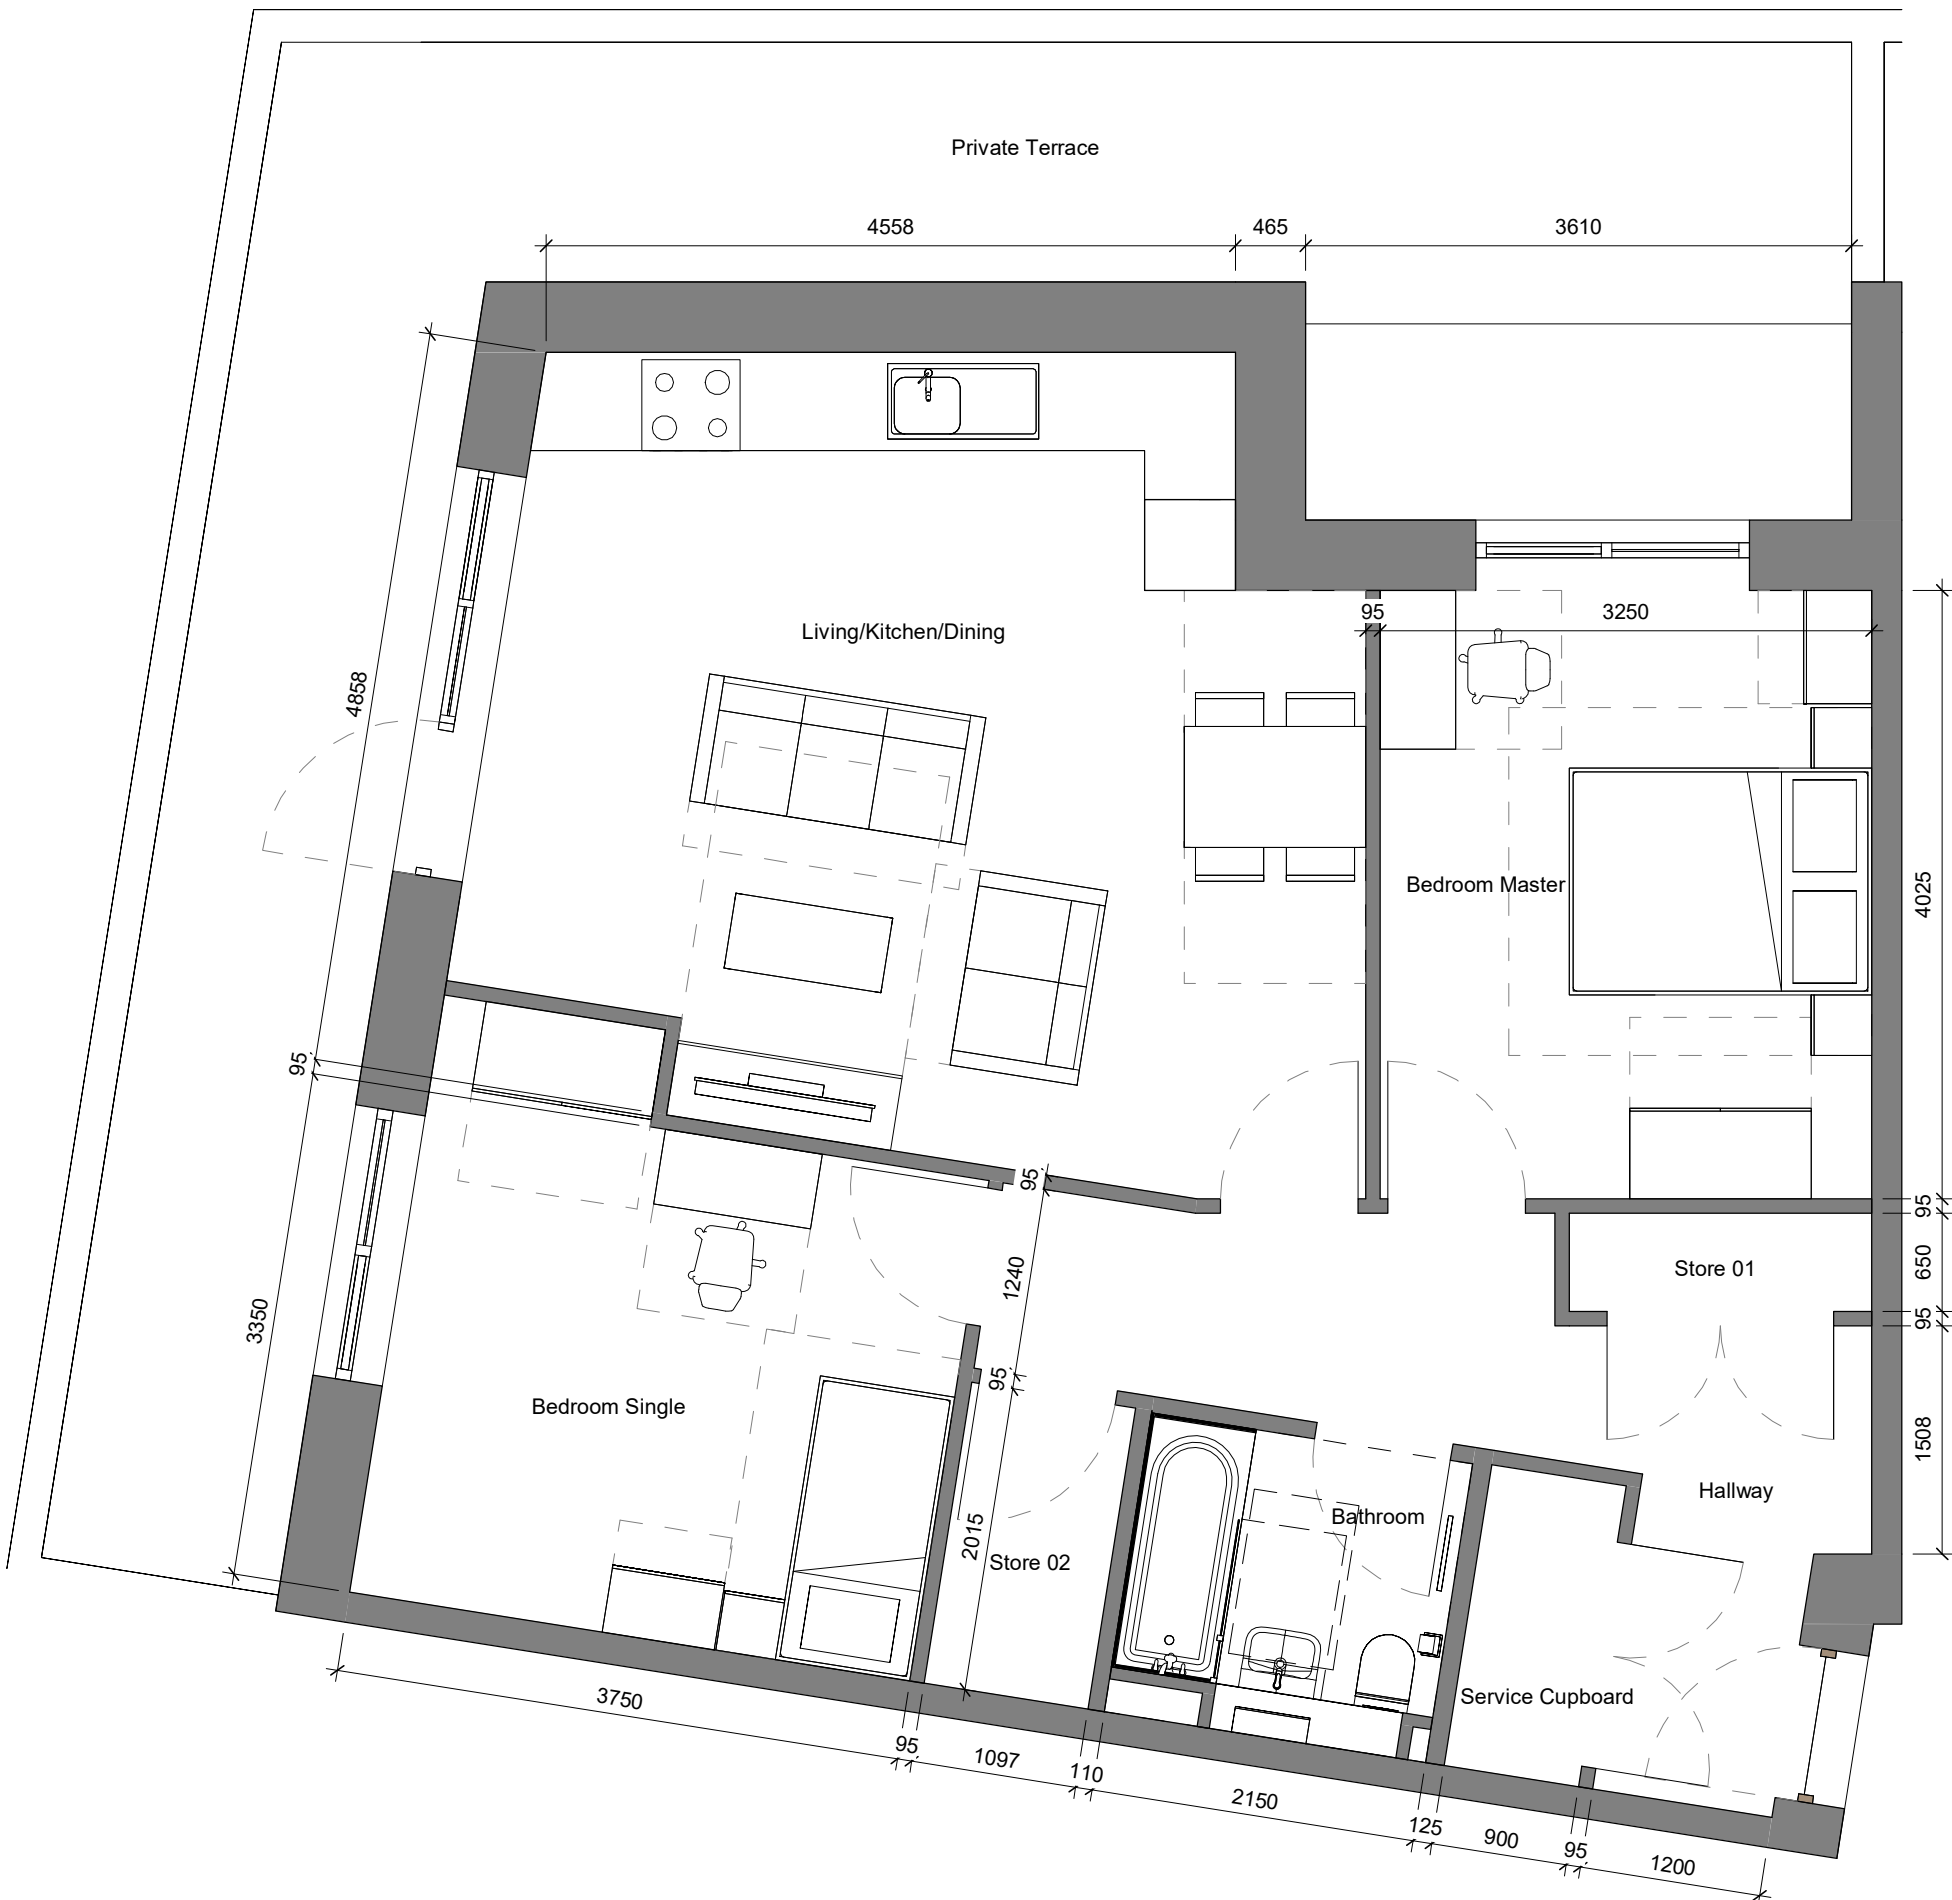 Private Terrace
4558
465
3610
95
3250
Living/Kitchen/Dining
4858
Bedroom Master
4025
95
95
95
650
Store 01
1240
95
3350
95
Bedroom Single
1508
Hallway
Bathroom
2015
Store 02
Service Cupboard
3750
95
1097
110
2150
125
900
95
1200